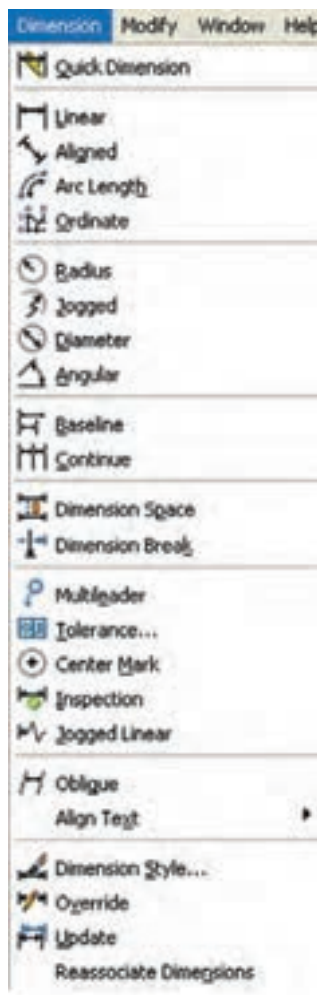 Dimension Modify Window Help
Quick Dimension
Linear
Aligned
Arc Length
Ordinate
Radius
Jogged
Diameter
Angular
Baseline
Continue
Dimension Space
Dimension Break
Multileader
Tolerance...
Center Mark
Inspection
Jogged Linear
Oblique
Align Text
Dimension Style...
Override
Update
Reassociate Dimensions